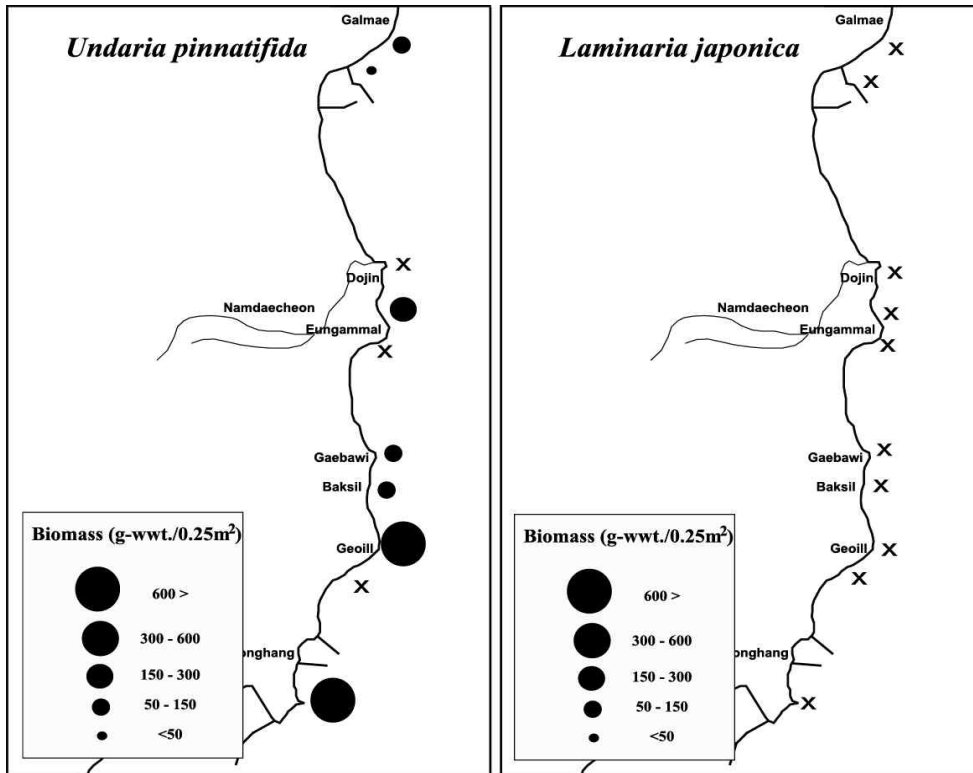 Undaria pinnatifida
Galmae
X
Dojin
Namdaecheon
Eungammal
X
Gaebawi
Baksil
Geoill
X
Biomass (g-wwt./0.25m²)
600 >
300 - 600
150 - 300
50 - 150
<50
onghang
Laminaria japonica
Galmae
X
X
X
Dojin
Namdaecheon
X
Eungammal
X
Gaebawi
X
Baksil
X
Geoill
X
X
Biomass (g-wwt./0.25m²)
600 >
300 - 600
150 - 300
50 - 150
<50
onghang
X